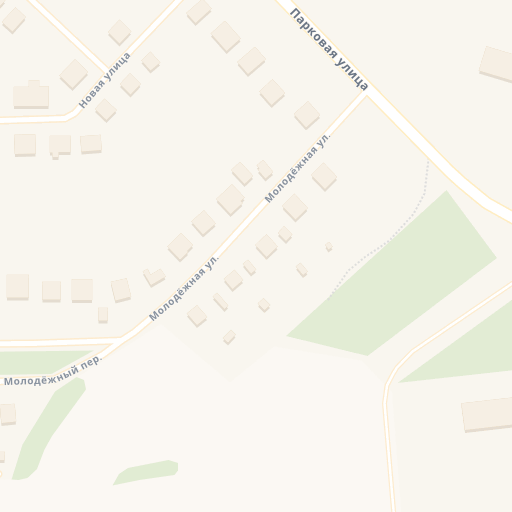 Парковая улица
Новая улица
Молодёжная ул.
Молодёжная ул.
Молодёжный пер.